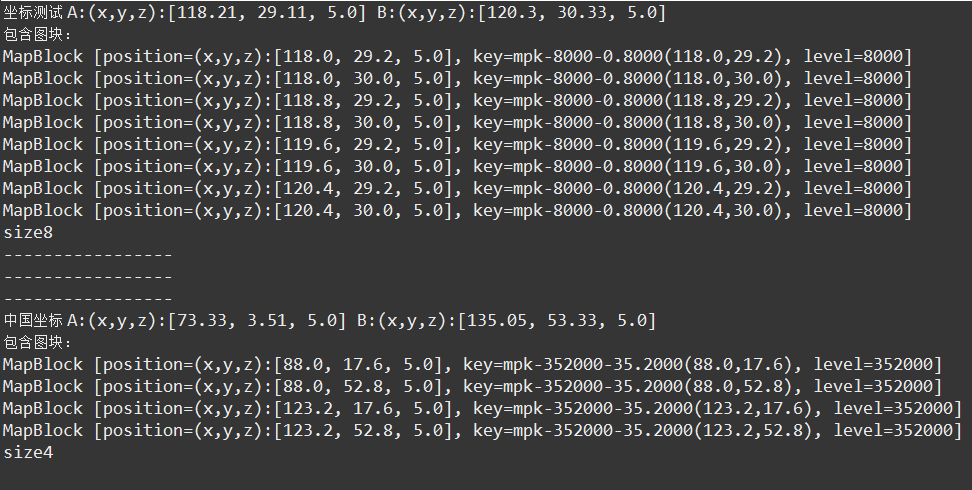 坐标测试 A:(x,y,z):[118.21, 29.11, 5.0] B:(x,y,z):[120.3, 30.33, 5.0]
包含图块:
MapBlock [position=(x,y,z):[118.0, 29.2, 5.0], key=mpk-8000-0.8000(118.0,29.2), level=8000]
MapBlock [position=(x,y,z):[118.0, 30.0, 5.0], key=mpk-8000-0.8000(118.0,30.0), level=8000]
MapBlock [position=(x,y,z):[118.8, 29.2, 5.0], key=mpk-8000-0.8000(118.8,29.2), level=8000]
MapBlock [position=(x,y,z):[118.8, 30.0, 5.0], key=mpk-8000-0.8000(118.8,30.0), level=8000]
MapBlock [position=(x,y,z):[119.6, 29.2, 5.0], key=mpk-8000-0.8000(119.6,29.2), level=8000]
MapBlock [position=(x,y,z):[119.6, 30.0, 5.0], key=mpk-8000-0.8000(119.6,30.0), level=8000]
MapBlock [position=(x,y,z):[120.4, 29.2, 5.0], key=mpk-8000-0.8000(120.4,29.2), level=8000]
MapBlock [position=(x,y,z):[120.4, 30.0, 5.0], key=mpk-8000-0.8000(120.4,30.0), level=8000]
size8
-----------------
-----------------
-----------------
中国坐标 A:(x,y,z):[73.33, 3.51, 5.0] B:(x,y,z):[135.05, 53.33, 5.0]
包含图块:
MapBlock [position=(x,y,z):[88.0, 17.6, 5.0], key=mpk-352000-35.2000(88.0,17.6), level=352000]
MapBlock [position=(x,y,z):[88.0, 52.8, 5.0], key=mpk-352000-35.2000(88.0,52.8), level=352000]
MapBlock [position=(x,y,z):[123.2, 17.6, 5.0], key=mpk-352000-35.2000(123.2,17.6), level=352000]
MapBlock [position=(x,y,z):[123.2, 52.8, 5.0], key=mpk-352000-35.2000(123.2,52.8), level=352000]
size4